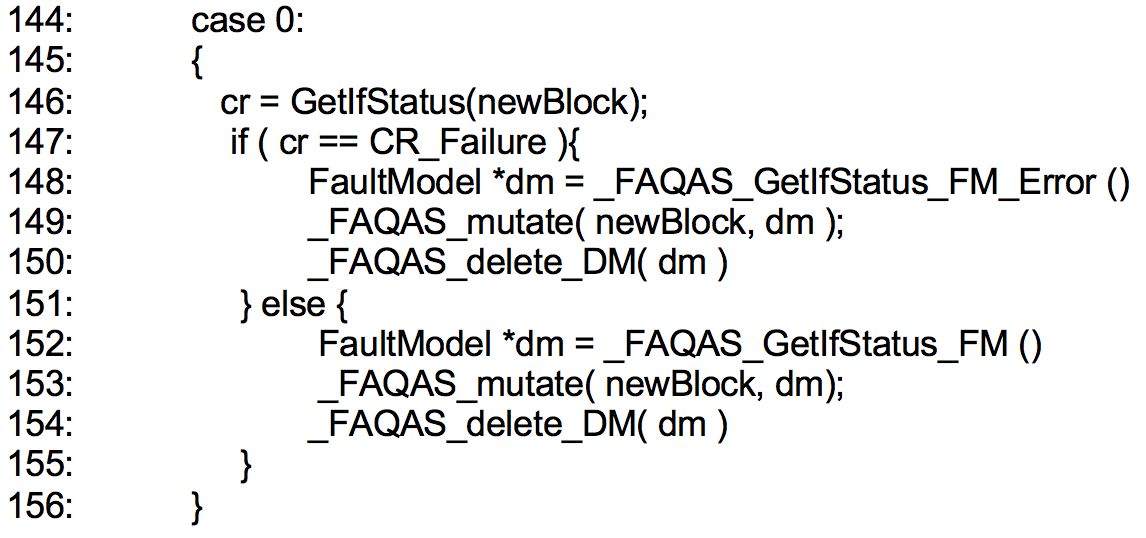 144: case 0:
145: {
146: cr = GetIfStatus(newBlock);
147: if ( cr == CR_Failure ){
148: FaultModel *dm = _FAQAS_GetIfStatus_FM_Error ()
149: _FAQAS_mutate( newBlock, dm );
150: _FAQAS_delete_DM( dm )
151: } else {
152: FaultModel *dm = _FAQAS_GetIfStatus_FM ()
153: _FAQAS_mutate( newBlock, dm);
154: _FAQAS_delete_DM( dm )
155: }
156: }